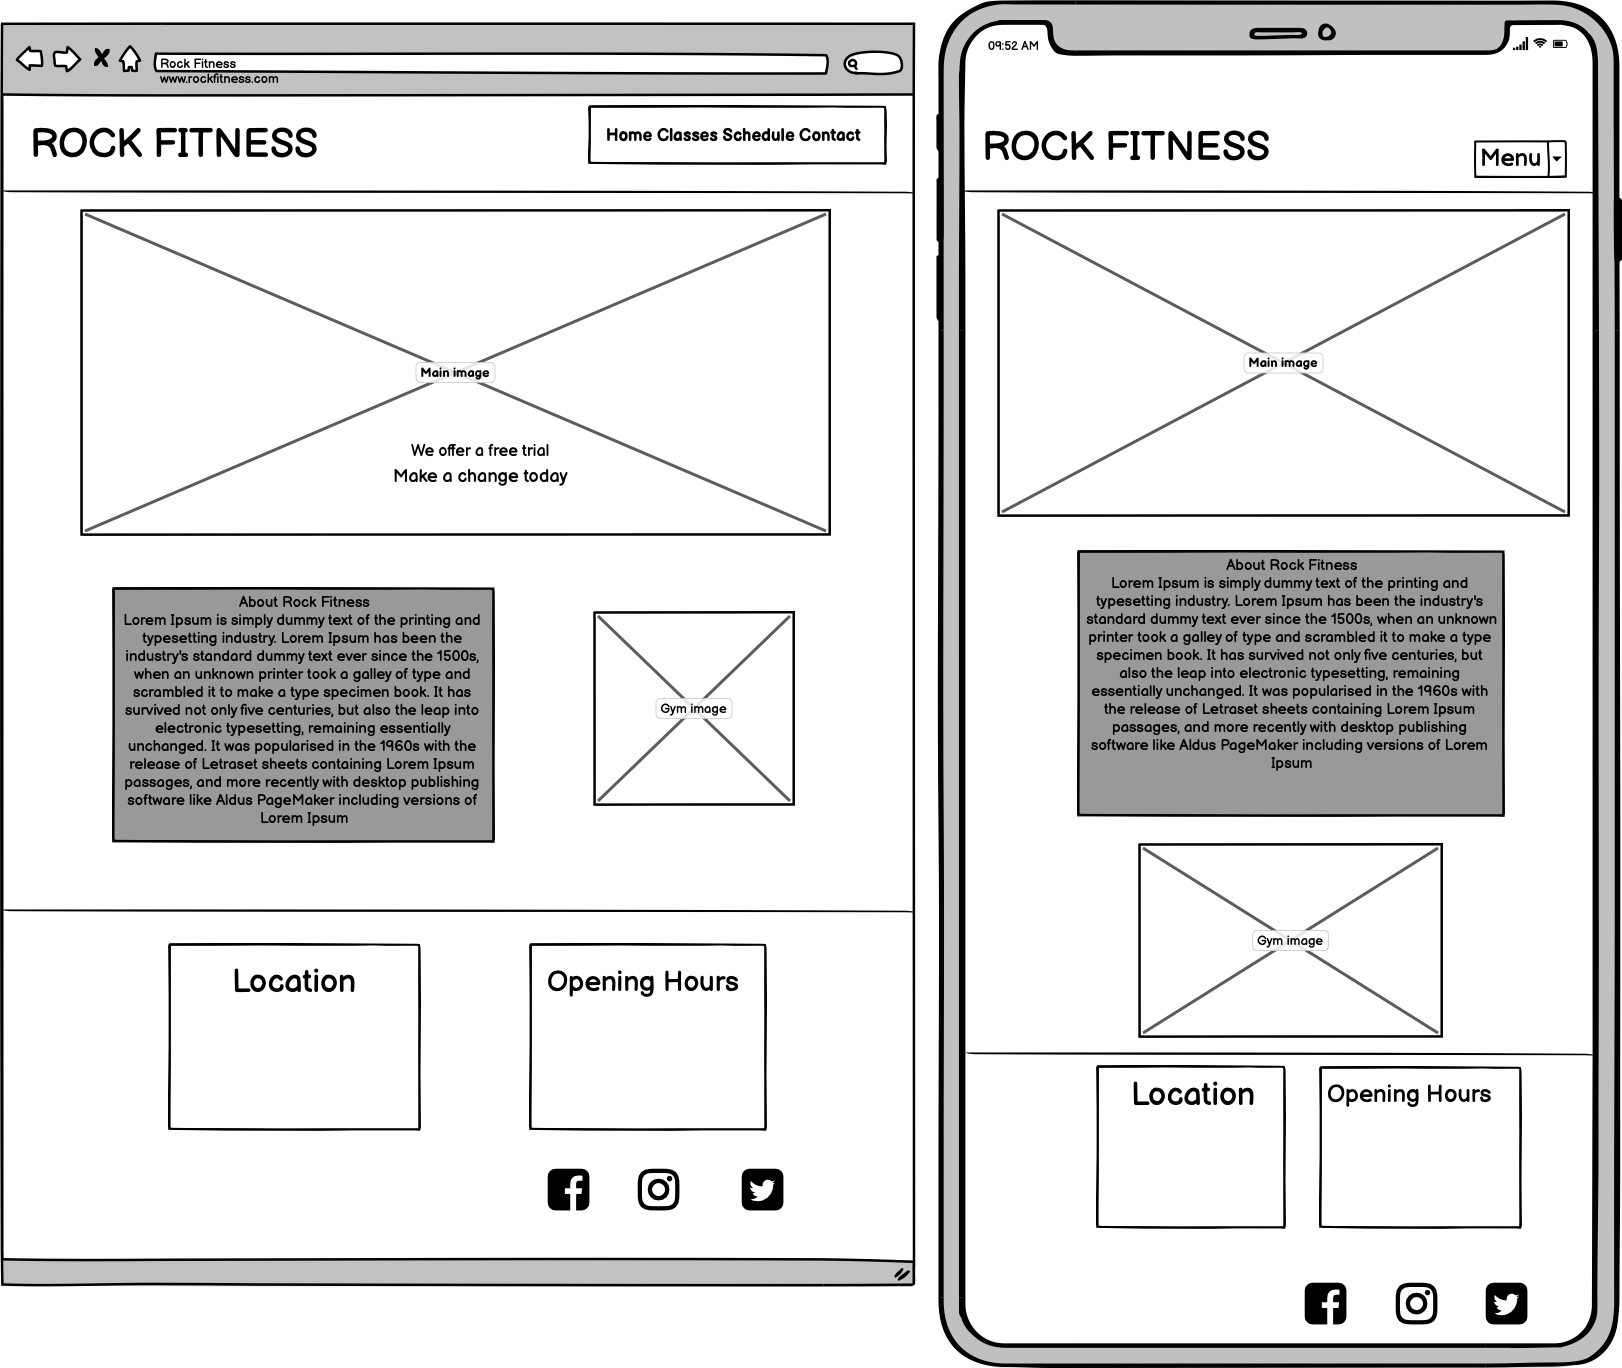 Rock Fitness
www.rockfitness.com
ROCK FITNESS
Home Classes Schedule Contact
Main image
We offer a free trial
Make a change today
About Rock Fitness
Lorem Ipsum is simply dummy text of the printing and
typesetting industry. Lorem Ipsum has been the
industry's standard dummy text ever since the 1500s,
when an unknown printer took a galley of type and
scrambled it to make a type specimen book. It has
survived not only five centuries, but also the leap into
electronic typesetting, remaining essentially
unchanged. It was popularised in the 1960s with the
release of Letraset sheets containing Lorem Ipsum
passages, and more recently with desktop publishing
software like Aldus PageMaker including versions of
Lorem Ipsum
Gym image
Location
Opening Hours
09:52 AM
ROCK FITNESS
Menu
Main image
About Rock Fitness
Lorem Ipsum is simply dummy text of the printing and
typesetting industry. Lorem Ipsum has been the industry's
standard dummy text ever since the 1500s, when an unknown
printer took a galley of type and scrambled it to make a type
specimen book. It has survived not only five centuries, but
also the leap into electronic typesetting, remaining
essentially unchanged. It was popularised in the 1960s with
the release of Letraset sheets containing Lorem Ipsum
passages, and more recently with desktop publishing
software like Aldus PageMaker including versions of Lorem
Ipsum
Gym image
Location
Opening Hours